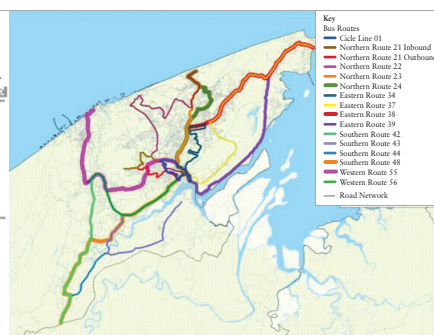 Key
Bus Routes
Cicle Line 01
Northern Route 21 Inbound
Northern Route 21 Outbound
Northern Route 22
Northern Route 23
Northern Route 24
Eastern Route 34
Eastern Route 37
Eastern Route 38
Eastern Route 39
Southern Route 42
Southern Route 43
Southern Route 44
Southern Route 48
Western Route 55
Western Route 56
Road Network